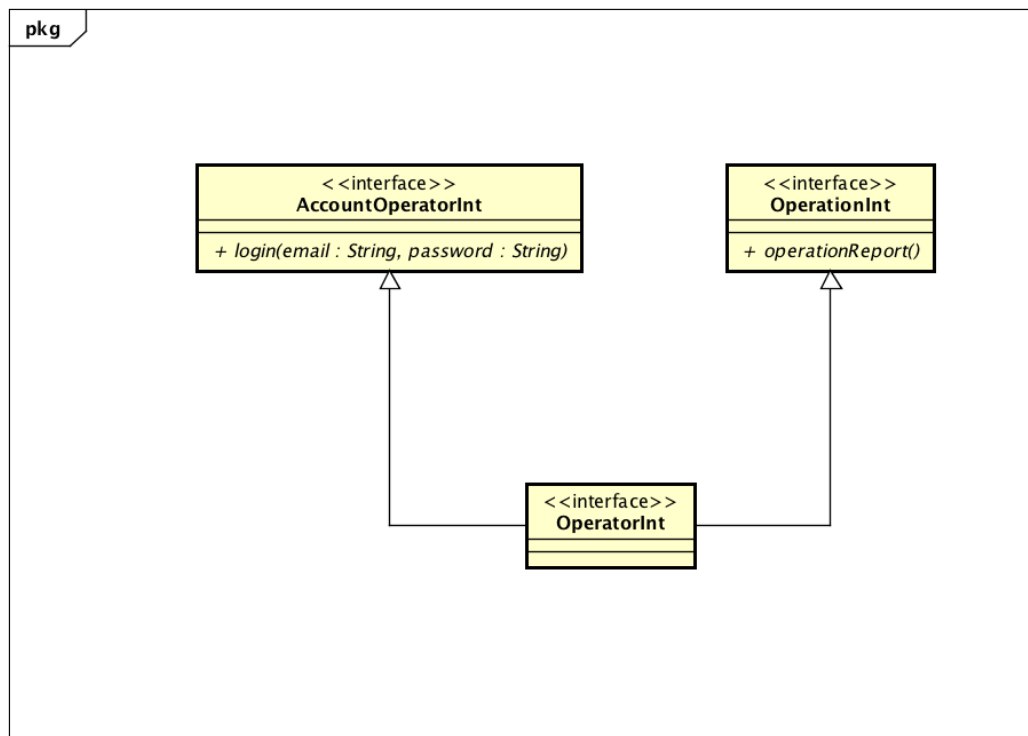 pkg
<<interface>>
AccountOperatorInt
+ login(email : String, password : String)
<<interface>>
OperationInt
+ operationReport()
<<interface>>
OperatorInt